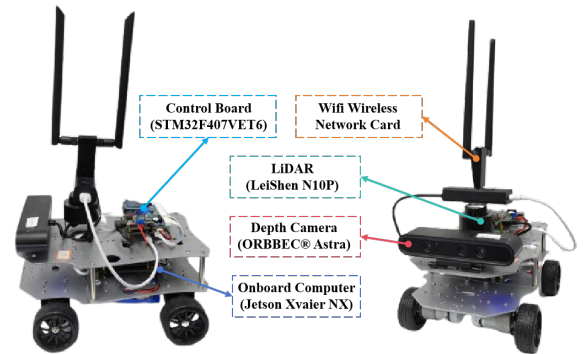 Control Board
(STM32F407VET6)
Wifi Wireless
Network Card
LiDAR
(LeiShen N10P)
Depth Camera
(ORBBEC® Astra)
Onboard Computer
(Jetson Xvaier NX)